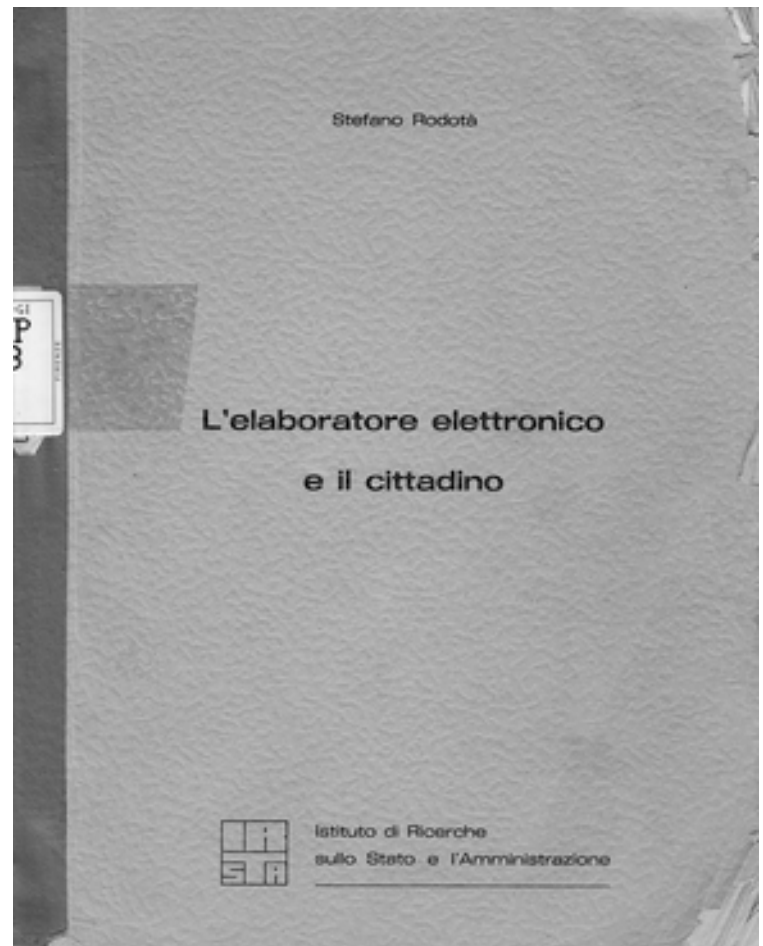 Stefano Rodotà
L'elaboratore elettronico
e il cittadino
Istituto di Ricerche
sullo Stato e l'Amministrazione